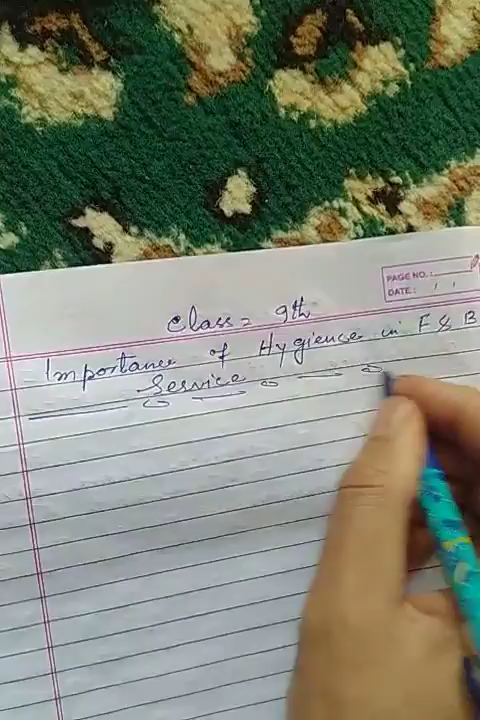 PAGE NO.:
DATE: / /
Class = 9th
Importance of Hygience in F & B
Service